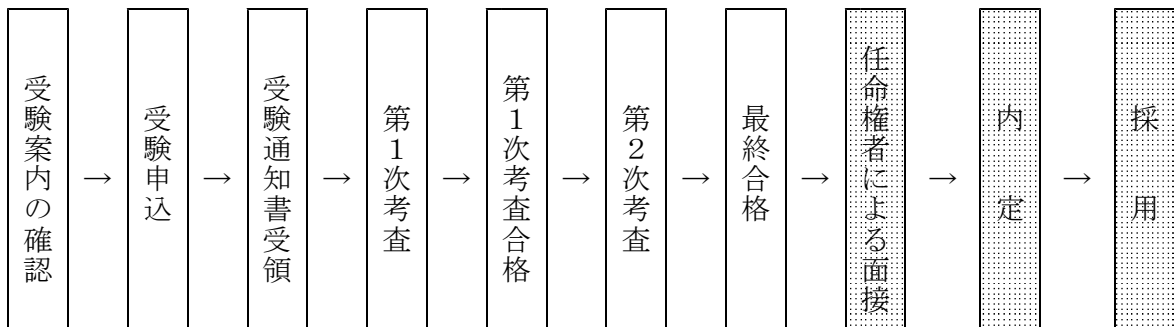 受験案内の確認
→
受験申込
→
受験通知書受領
→
第1次考査
→
第1次考査合格
→
第2次考査
→
最終合格
→
任命権者による面接
→
内定
→
採用